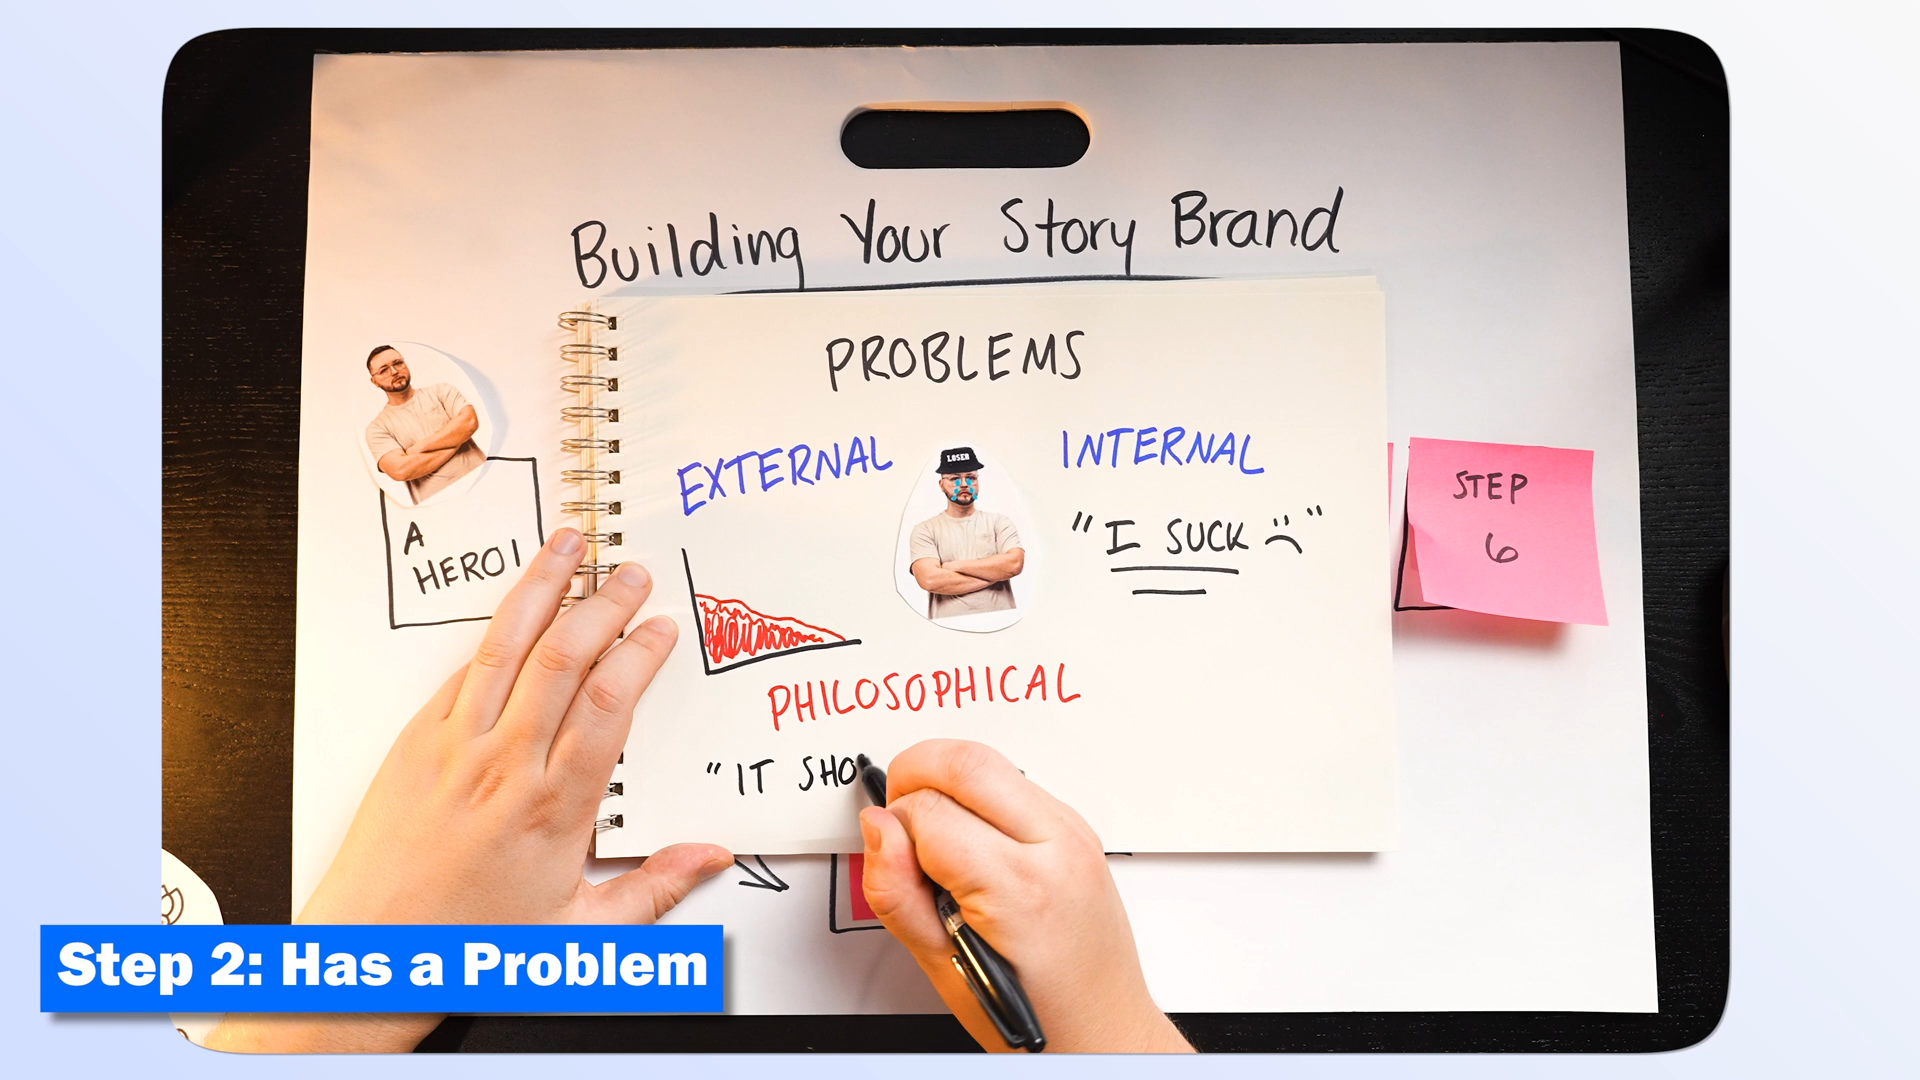 Building Your Story Brand
PROBLEMS
EXTERNAL
INTERNAL
LOSER
"I SUCK ☹"
A
HERO
STEP
6
PHILOSOPHICAL
"IT SHO
Step 2: Has a Problem